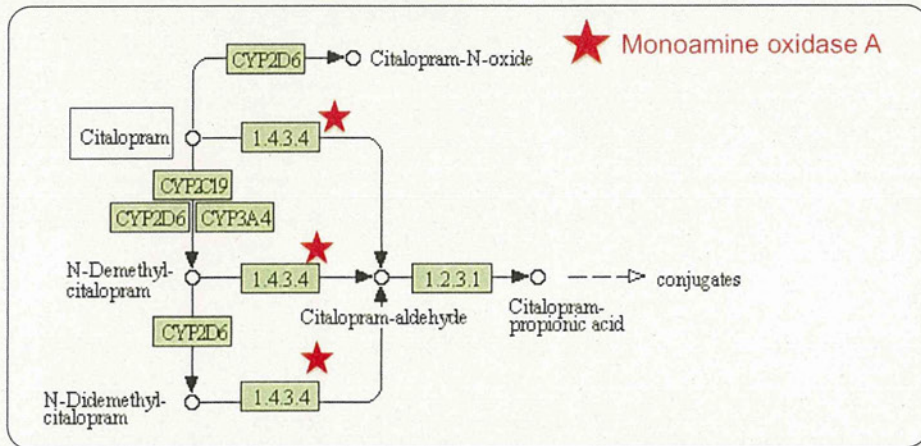 Monoamine oxidase A
CYP2D6
Citalopram-N-oxide
Citalopram
1.4.3.4
CYP2C19
CYP2D6
CYP3A4
N-Demethyl-
citalopram
1.4.3.4
1.2.3.1
conjugates
Citalopram-aldehyde
Citalopram-
propionic acid
CYP2D6
N-Didemethyl-
citalopram
1.4.3.4